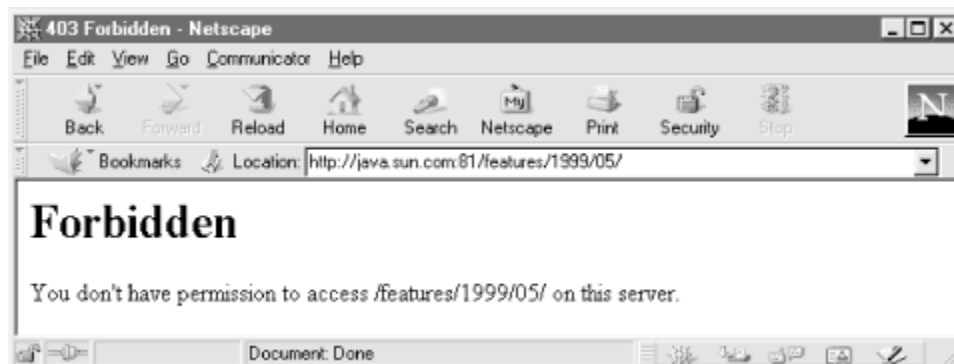 403 Forbidden - Netscape
File Edit View Go Communicator Help
My N
Back Forward Reload Home Search Netscape Print Security Stop
Bookmarks Location: http://java.sun.com:81/features/1999/05/
Forbidden
You don't have permission to access /features/1999/05/ on this server.
Document: Done